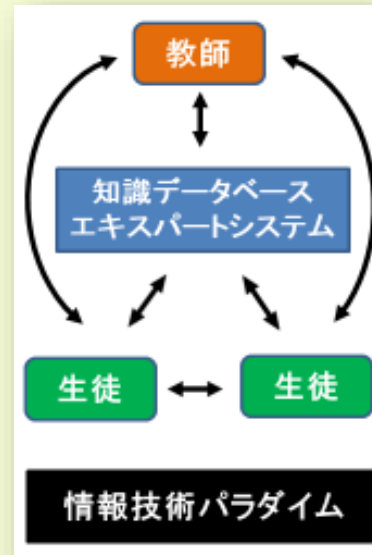 教師
知識データベース
エキスパートシステム
生徒
生徒
情報技術パラダイム